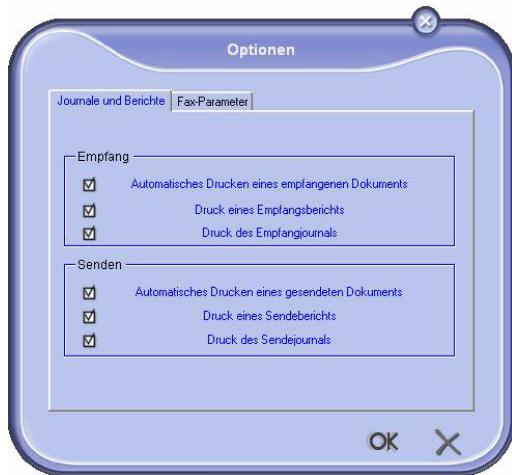 Optionen
Journale und Berichte Fax-Parameter
Empfang
Automatisches Drucken eines empfangenen Dokuments
Druck eines Empfangsberichts
Druck des Empfangjournals
Senden
Automatisches Drucken eines gesendeten Dokuments
Druck eines Sendeberichts
Druck des Sendejournals
OK